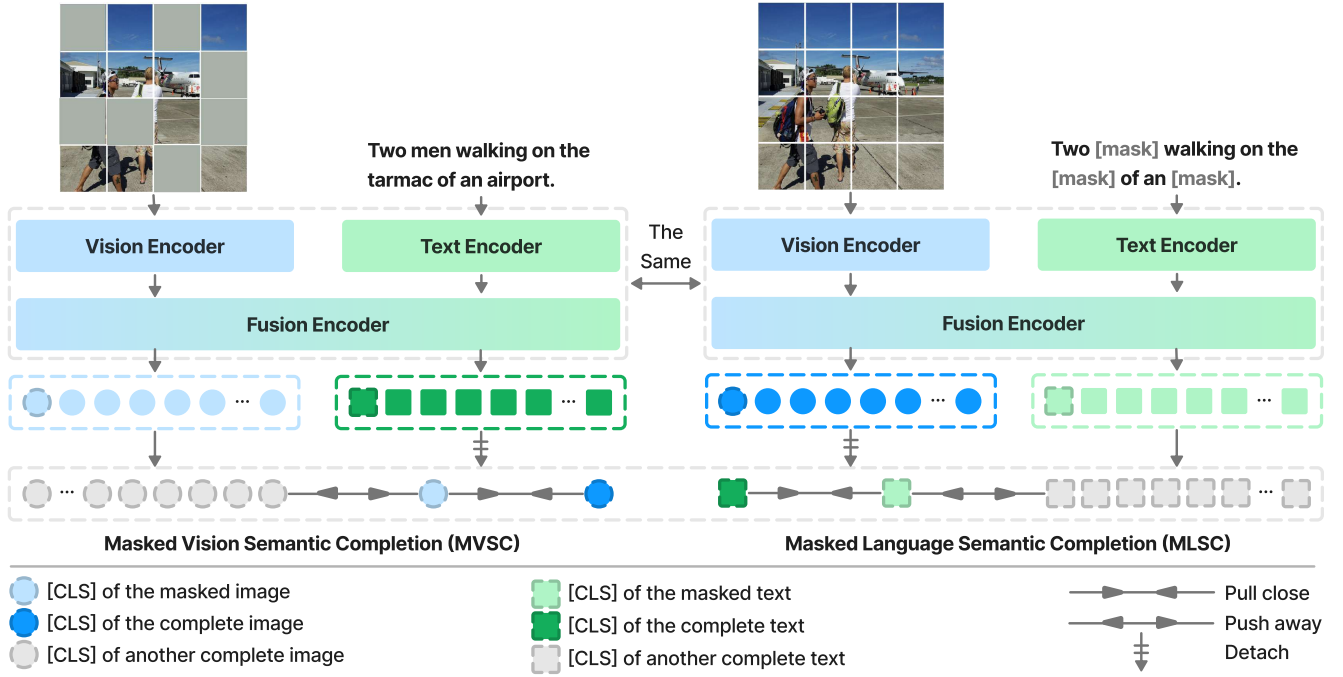 Two men walking on the
tarmac of an airport.
Two [mask] walking on the
[mask] of an [mask].
Vision Encoder
Text Encoder
The
Same
Vision Encoder
Text Encoder
Fusion Encoder
Fusion Encoder
...
...
...
...
...
...
Masked Vision Semantic Completion (MVSC)
Masked Language Semantic Completion (MLSC)
[CLS] of the masked image
[CLS] of the complete image
[CLS] of another complete image
[CLS] of the masked text
[CLS] of the complete text
[CLS] of another complete text
Pull close
Push away
Detach